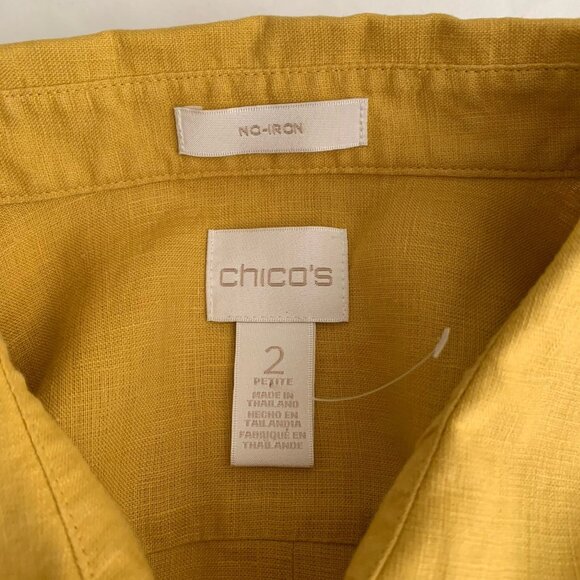 NO-IRON
chico's
2
PETITE
MADE IN
THAILAND
HECHO EN
TAILANDIA
FABRIQUÉ EN
THAÏLANDE